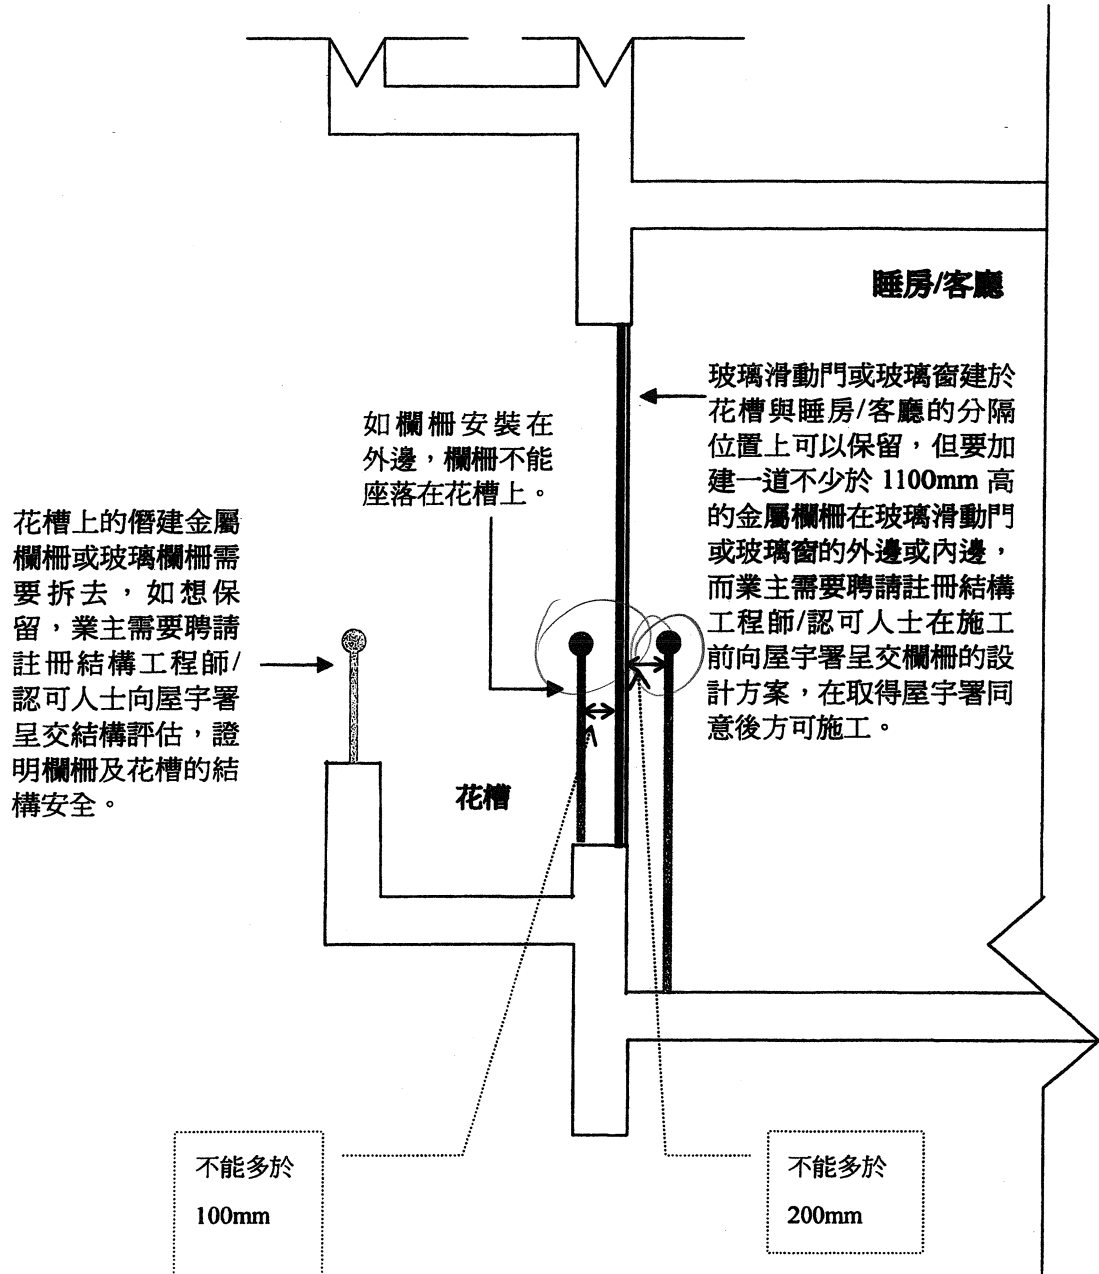 睡房/客廳
玻璃滑動門或玻璃窗建於
花槽與睡房/客廳的分隔
位置上可以保留，但要加
建一道不少於 1100mm 高
的金屬欄柵在玻璃滑動門
或玻璃窗的外邊或內邊，
而業主需要聘請註冊結構
工程師/認可人士在施工
前向屋宇署呈交欄柵的設
計方案，在取得屋宇署同
意後方可施工。
如欄柵安裝在
外邊，欄柵不能
座落在花槽上。
花槽上的僭建金屬
欄柵或玻璃欄柵需
要拆去，如想保
留，業主需要聘請
註冊結構工程師/
認可人士向屋宇署
呈交結構評估，證
明欄柵及花槽的結
構安全。
花槽
不能多於
100mm
不能多於
200mm